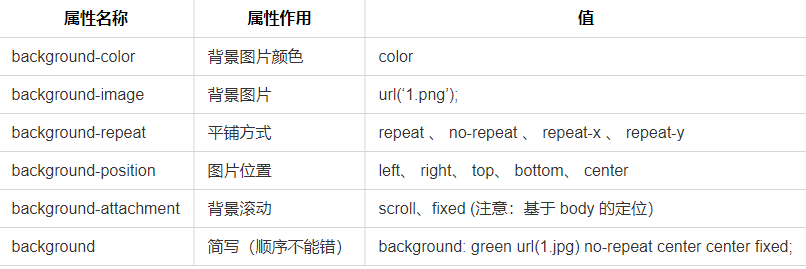 属性名称 属性作用 值
background-color 背景图片颜色 color
background-image 背景图片 url(‘1.png’);
background-repeat 平铺方式 repeat 、 no-repeat 、 repeat-x 、 repeat-y
background-position 图片位置 left、 right、 top、 bottom、 center
background-attachment 背景滚动 scroll、fixed (注意：基于 body 的定位)
background 简写（顺序不能错） background: green url(1.jpg) no-repeat center center fixed;